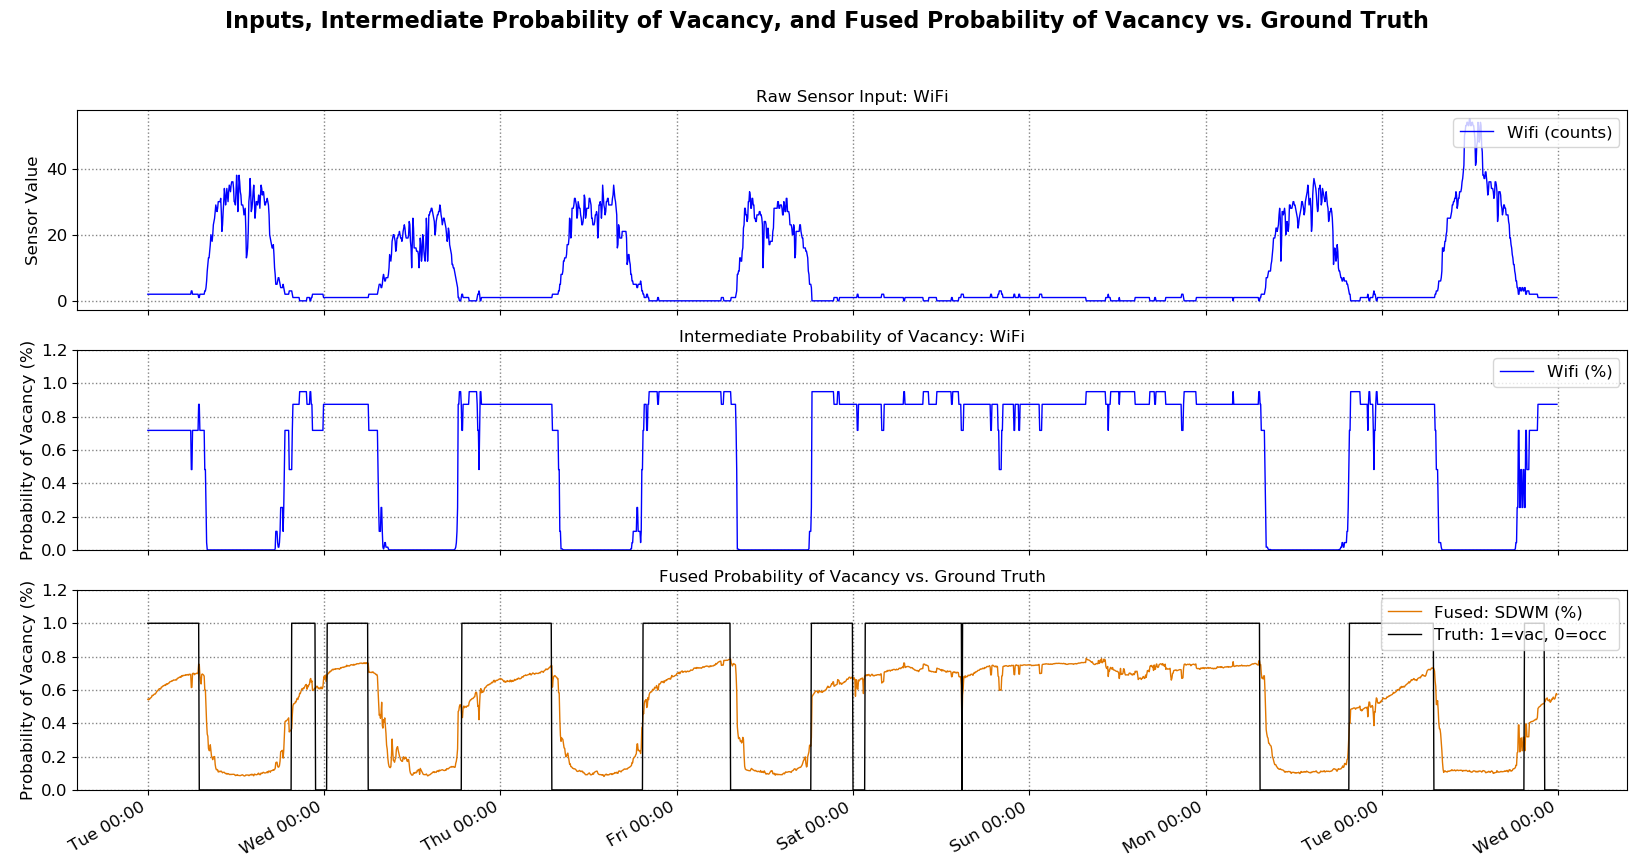 Inputs, Intermediate Probability of Vacancy, and Fused Probability of Vacancy vs. Ground Truth
Raw Sensor Input: WiFi
Sensor Value
40
20
0
Wifi (counts)
Intermediate Probability of Vacancy: WiFi
Probability of Vacancy (%)
1.2
1.0
0.8
0.6
0.4
0.2
0.0
Wifi (%)
Fused Probability of Vacancy vs. Ground Truth
Probability of Vacancy (%)
1.2
1.0
0.8
0.6
0.4
0.2
0.0
Fused: SDWM (%)
Truth: 1=vac, 0=occ
Tue 00:00
Wed 00:00
Thu 00:00
Fri 00:00
Sat 00:00
Sun 00:00
Mon 00:00
Tue 00:00
Wed 00:00